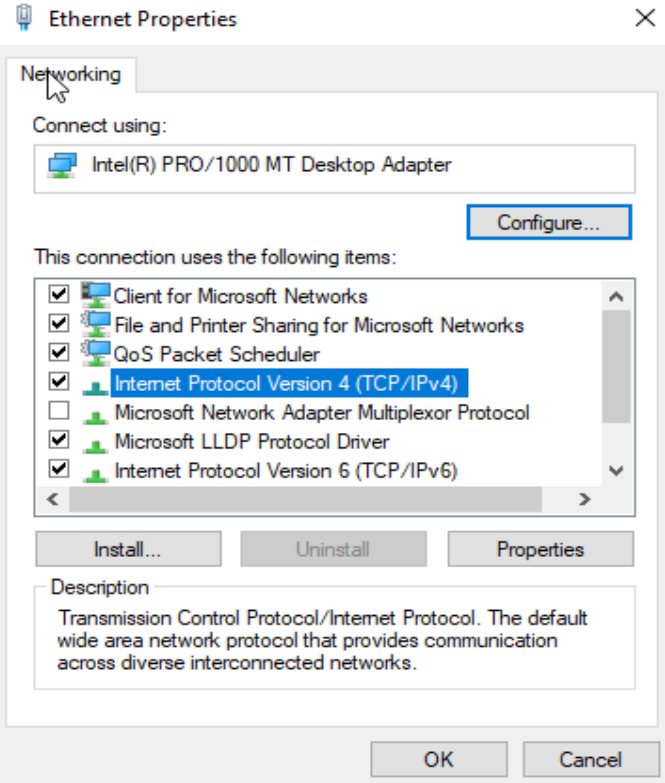 Ethernet Properties
Networking
Connect using:
Intel(R) PRO/1000 MT Desktop Adapter
Configure...
This connection uses the following items:
Client for Microsoft Networks
File and Printer Sharing for Microsoft Networks
QoS Packet Scheduler
Internet Protocol Version 4 (TCP/IPv4)
Microsoft Network Adapter Multiplexor Protocol
Microsoft LLDP Protocol Driver
Internet Protocol Version 6 (TCP/IPv6)
Install... Uninstall Properties
Description
Transmission Control Protocol/Internet Protocol. The default
wide area network protocol that provides communication
across diverse interconnected networks.
OK Cancel